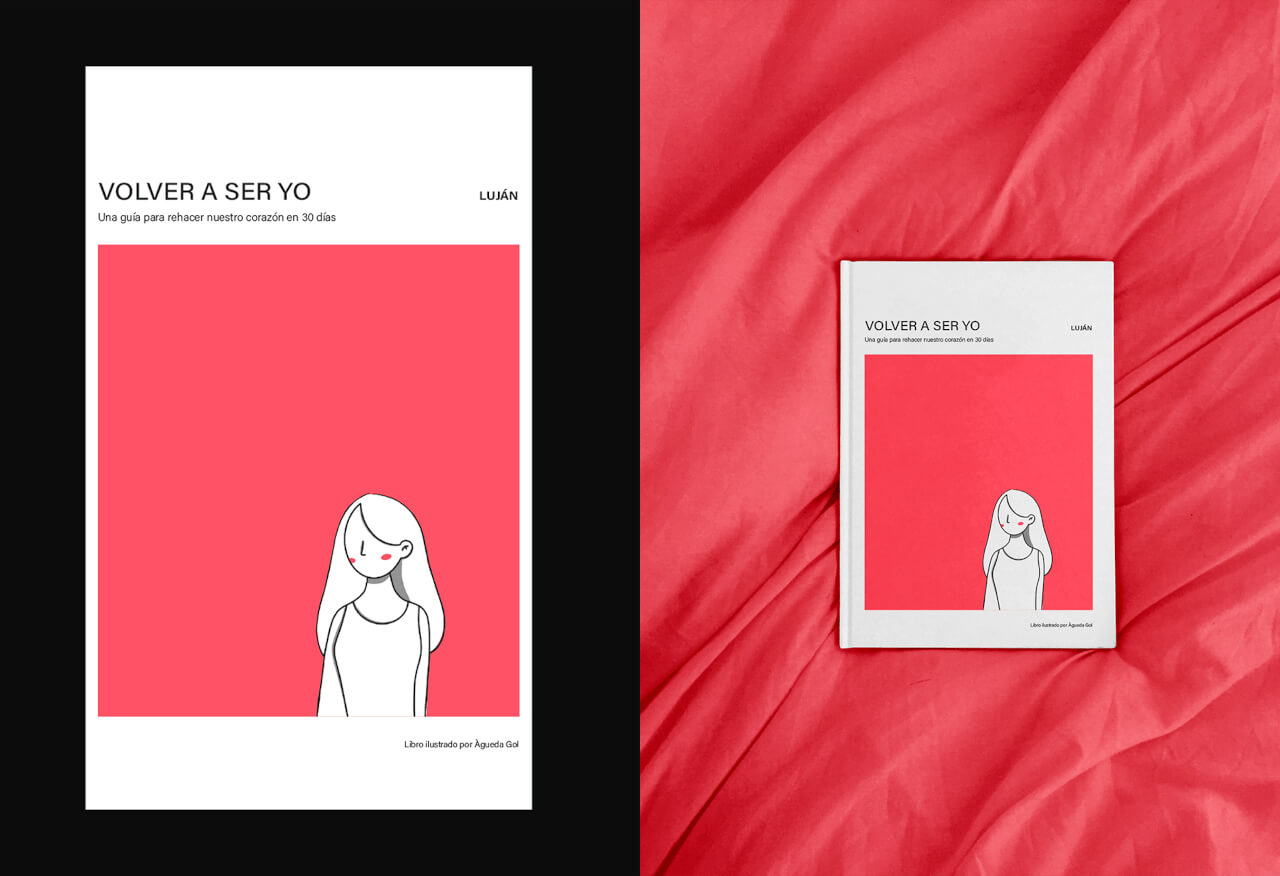 VOLVER A SER YO
LUJÁN
Una guía para rehacer nuestro corazón en 30 días
Libro ilustrado por Àgueda Gol
VOLVER A SER YO
LUJÁN
Una guía para rehacer nuestro corazón en 30 días
Libro ilustrado por Àgueda Gol